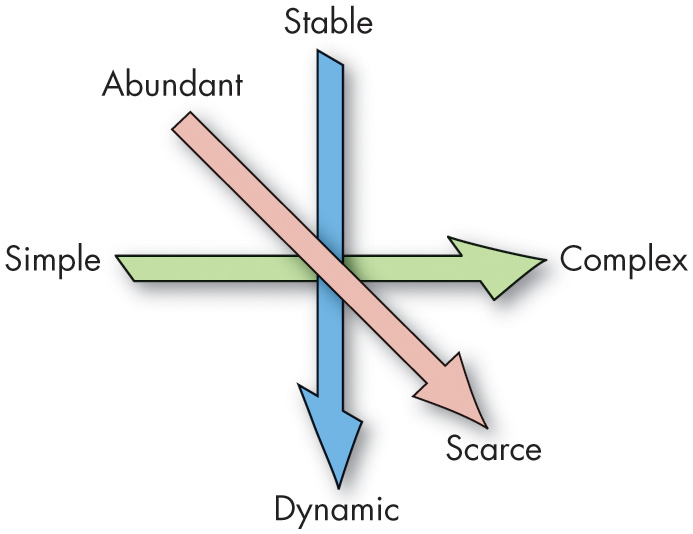 Stable
Abundant
Simple
Complex
Scarce
Dynamic